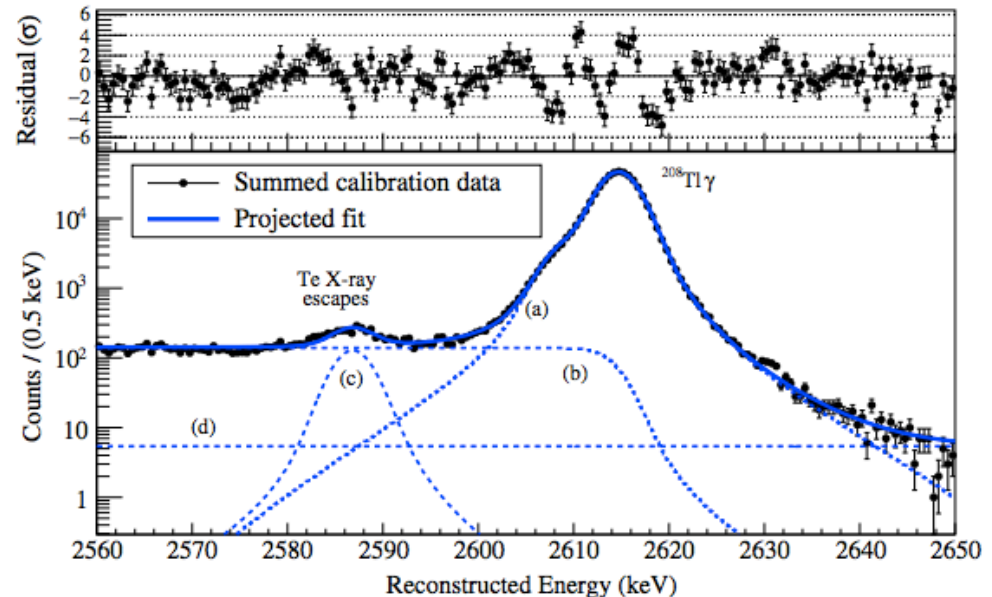 6
4
2
0
−2
−4
−6
Residual (σ)
Summed calibration data
Projected fit
²⁰⁸Tl γ
Te X-ray
escapes
(a)
(b)
(c)
(d)
10⁴
10³
10²
10
1
Counts / (0.5 keV)
2560 2570 2580 2590 2600 2610 2620 2630 2640 2650
Reconstructed Energy (keV)